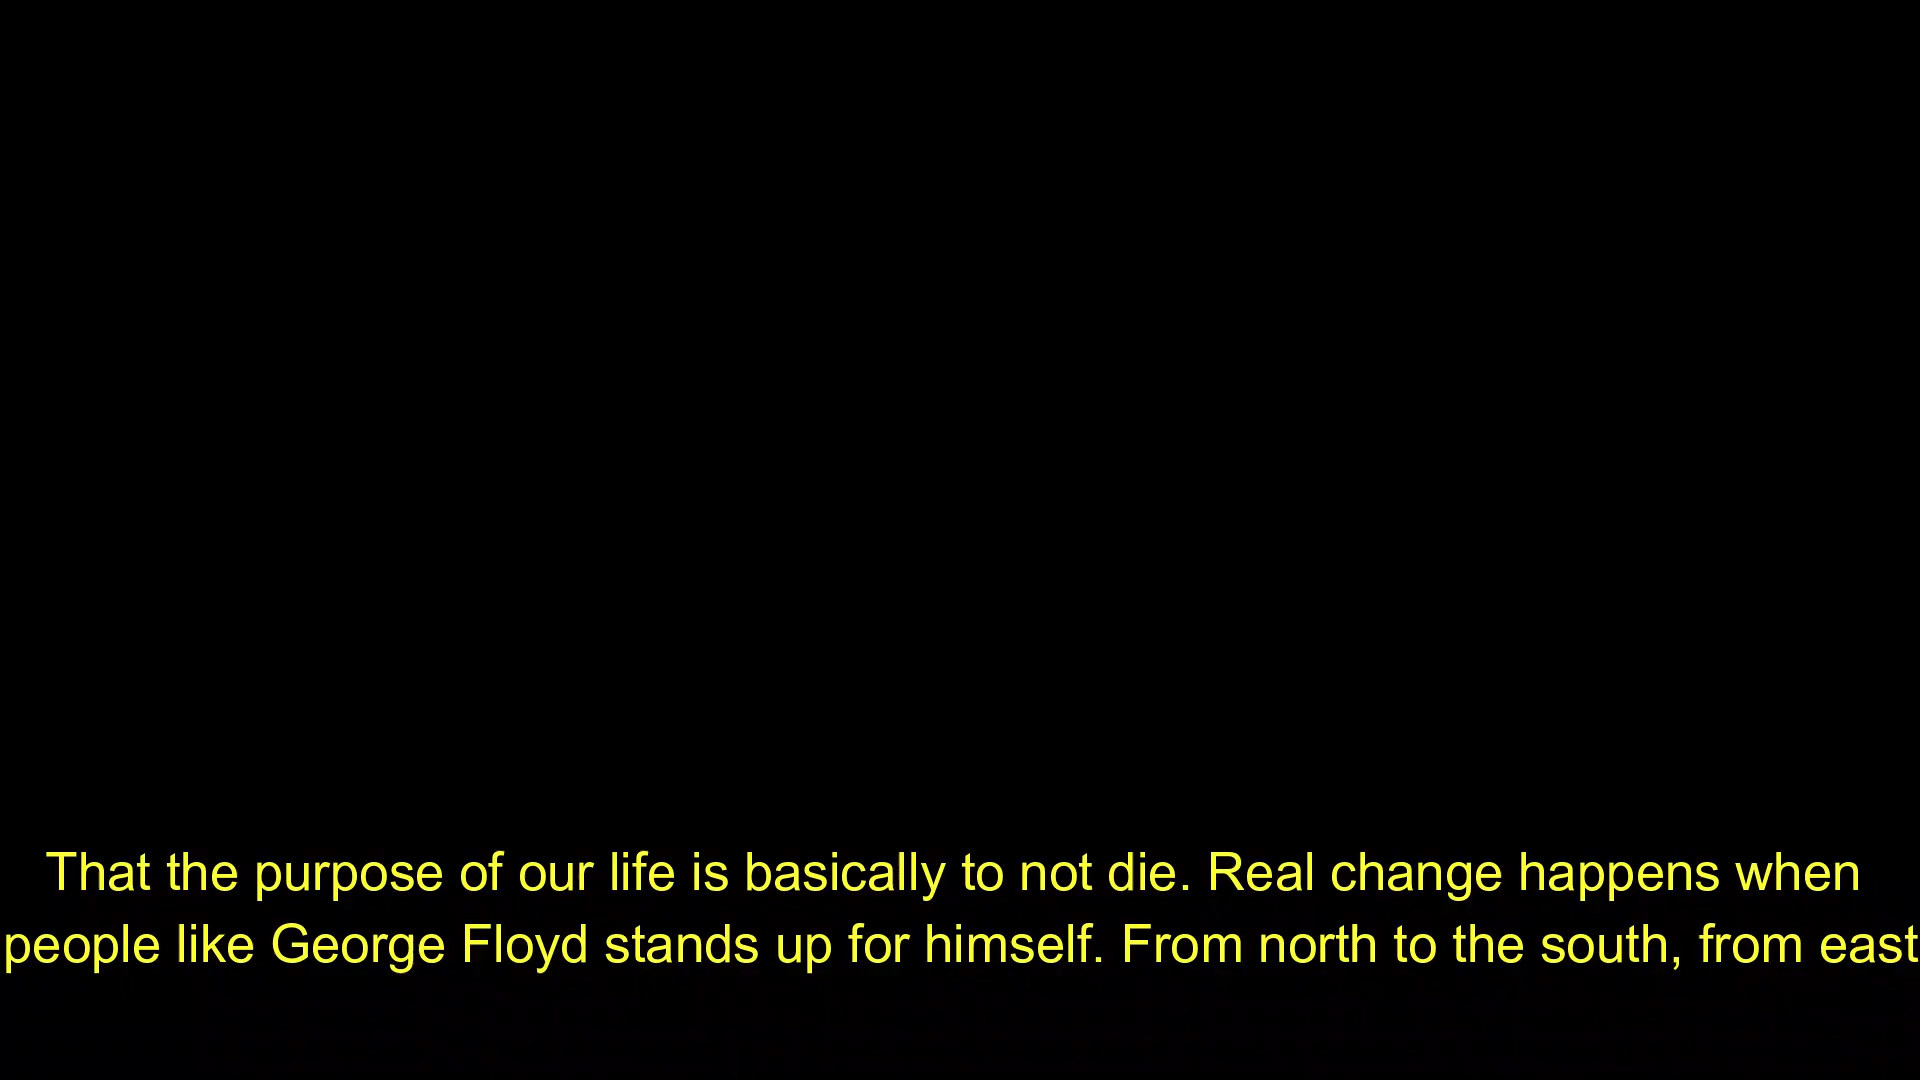 That the purpose of our life is basically to not die. Real change happens when
people like George Floyd stands up for himself. From north to the south, from east